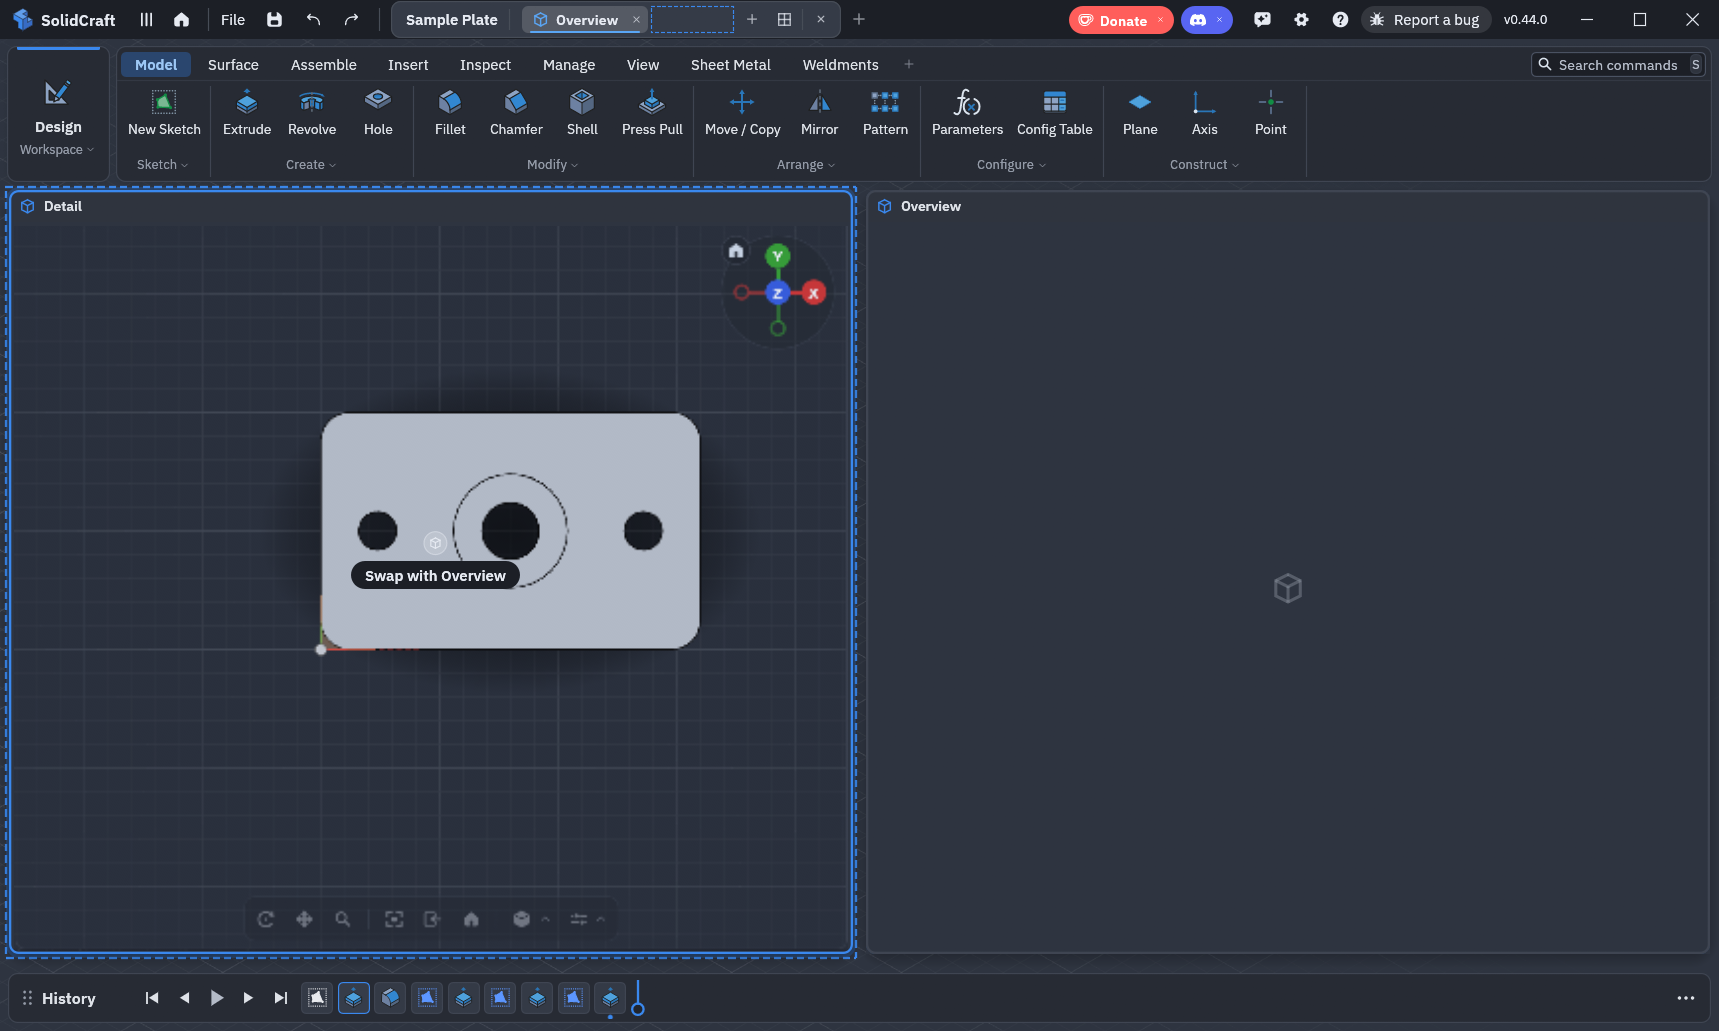 SolidCraft
File
Sample Plate
Overview
Donate
Report a bug
v0.44.0
Design
Workspace
Model
Surface
Assemble
Insert
Inspect
Manage
View
Sheet Metal
Weldments
Search commands
S
New Sketch
Extrude
Revolve
Hole
Fillet
Chamfer
Shell
Press Pull
Move / Copy
Mirror
Pattern
Parameters
Config Table
Plane
Axis
Point
Sketch
Create
Modify
Arrange
Configure
Construct
Detail
Overview
Y
Z
X
Swap with Overview
History